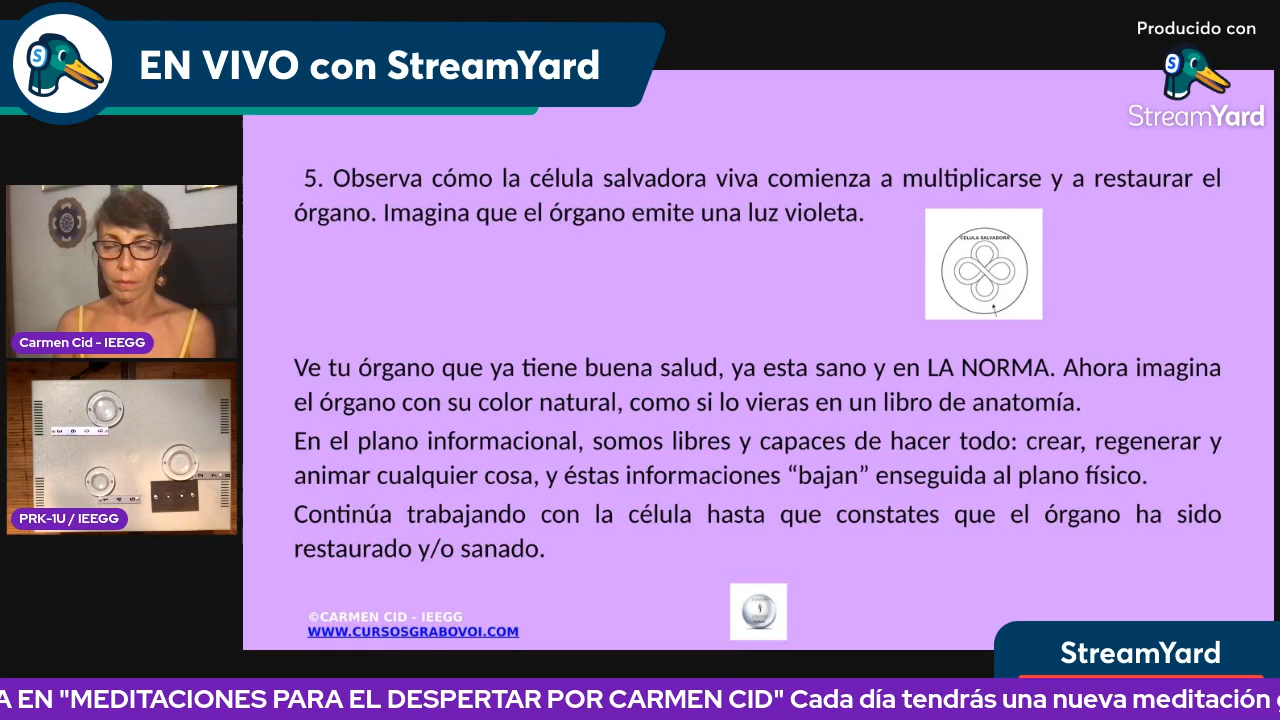 EN VIVO con StreamYard
Producido con
StreamYard
5. Observa cómo la célula salvadora viva comienza a multiplicarse y a restaurar el
órgano. Imagina que el órgano emite una luz violeta.
CELULA SALVADORA
Ve tu órgano que ya tiene buena salud, ya esta sano y en LA NORMA. Ahora imagina
el órgano con su color natural, como si lo vieras en un libro de anatomía.
En el plano informacional, somos libres y capaces de hacer todo: crear, regenerar y
animar cualquier cosa, y éstas informaciones “bajan” enseguida al plano físico.
Continúa trabajando con la célula hasta que constates que el órgano ha sido
restaurado y/o sanado.
©CARMEN CID - IEEGG
WWW.CURSOSGRABOVOI.COM
Carmen Cid - IEEGG
PRK-1U / IEEGG
StreamYard
A EN "MEDITACIONES PARA EL DESPERTAR POR CARMEN CID" Cada día tendrás una nueva meditación